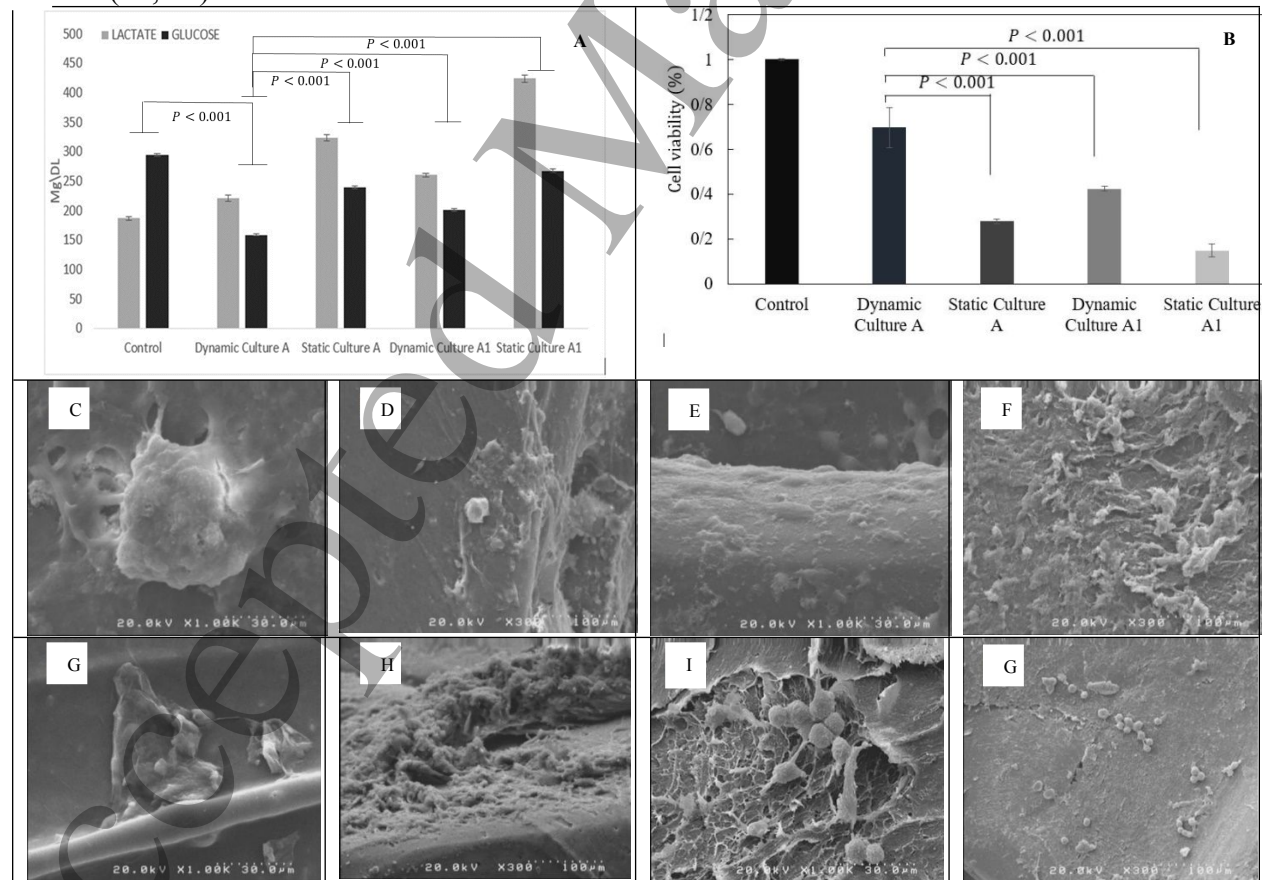 500
LACTATE GLUCOSE
A
450
P < 0.001
400
P < 0.001
P < 0.001
350
P < 0.001
300
250
200
150
100
50
0
Mg\DL
Control Dynamic Culture A Static Culture A Dynamic Culture A1 Static Culture A1
1/2
P < 0.001
B
1
P < 0.001
P < 0.001
0/8
0/6
0/4
0/2
0
Cell viability (%)
Control Dynamic Static Culture Dynamic Static Culture
Culture A A Culture A1 A1
C D E F
20.0kV X1.00K 30.0μm
20.0kV X300 100μm
20.0kV X1.00K 30.0μm
20.0kV X300 100μm
G H I G
20.0kV X1.00K 30.0μm
20.0kV X300 100μm
20.0kV X1.00K 30.0μm
20.0kV X300 100μm
cepted Ma